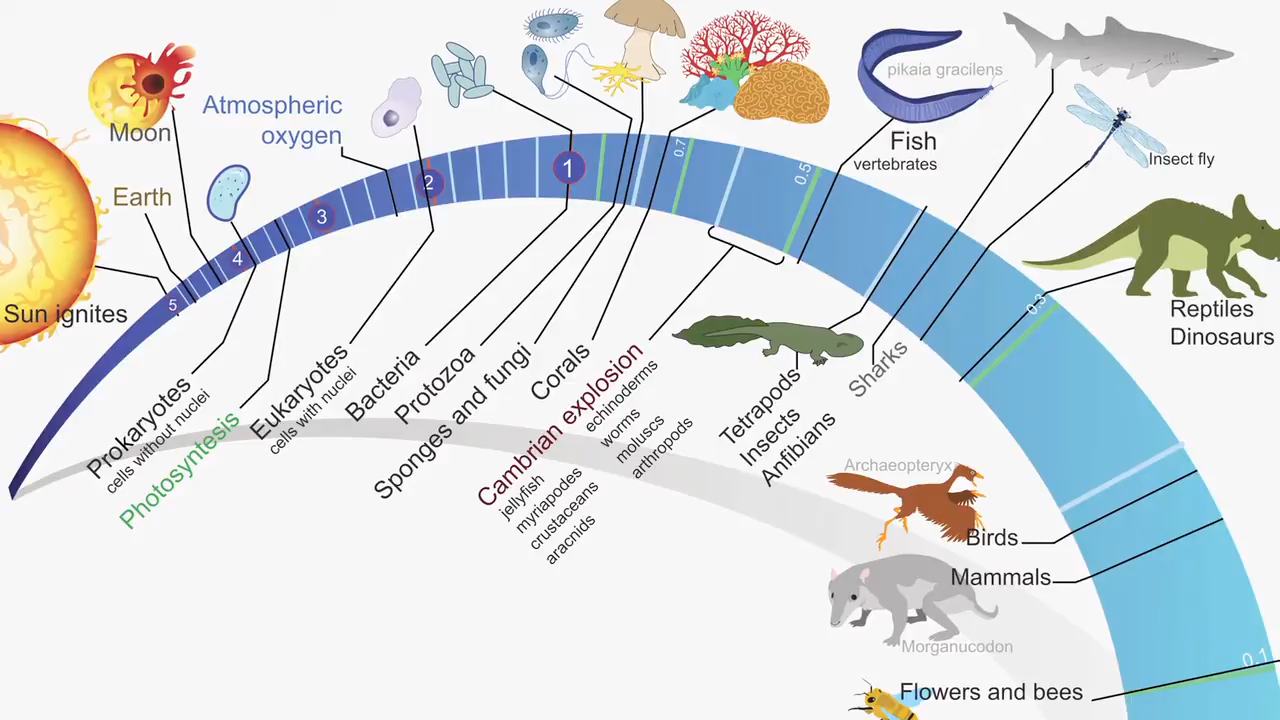 Moon
Atmospheric
oxygen
Earth
Sun ignites
5
4
3
2
1
0.7
0.5
0.3
0.1
pikaia gracilens
Fish
vertebrates
Insect fly
Reptiles
Dinosaurs
Prokaryotes
cells without nuclei
Photosyntesis
Eukaryotes
cells with nuclei
Bacteria
Protozoa
Sponges and fungi
Corals
Cambrian explosion
echinoderms
worms
moluscs
arthropods
jellyfish
myriapodes
crustaceans
aracnids
Tetrapods
Insects
Anfibians
Sharks
Archaeopteryx
Birds
Mammals
Morganucodon
Flowers and bees